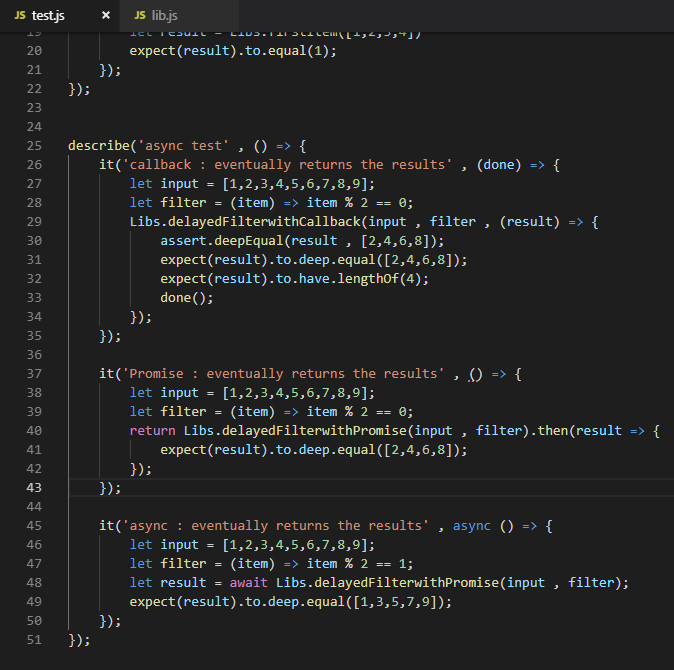 JS test.js × JS lib.js
19 let result = Libs.firstItem([1,2,3,4])
20 expect(result).to.equal(1);
21 });
22 });
23
24
25 describe('async test' , () => {
26 it('callback : eventually returns the results' , (done) => {
27 let input = [1,2,3,4,5,6,7,8,9];
28 let filter = (item) => item % 2 == 0;
29 Libs.delayedFilterwithCallback(input , filter , (result) => {
30 assert.deepEqual(result , [2,4,6,8]);
31 expect(result).to.deep.equal([2,4,6,8]);
32 expect(result).to.have.lengthOf(4);
33 done();
34 });
35 });
36
37 it('Promise : eventually returns the results' , () => {
38 let input = [1,2,3,4,5,6,7,8,9];
39 let filter = (item) => item % 2 == 0;
40 return Libs.delayedFilterwithPromise(input , filter).then(result => {
41 expect(result).to.deep.equal([2,4,6,8]);
42 });
43 });
44
45 it('async : eventually returns the results' , async () => {
46 let input = [1,2,3,4,5,6,7,8,9];
47 let filter = (item) => item % 2 == 1;
48 let result = await Libs.delayedFilterwithPromise(input , filter);
49 expect(result).to.deep.equal([1,3,5,7,9]);
50 });
51 });